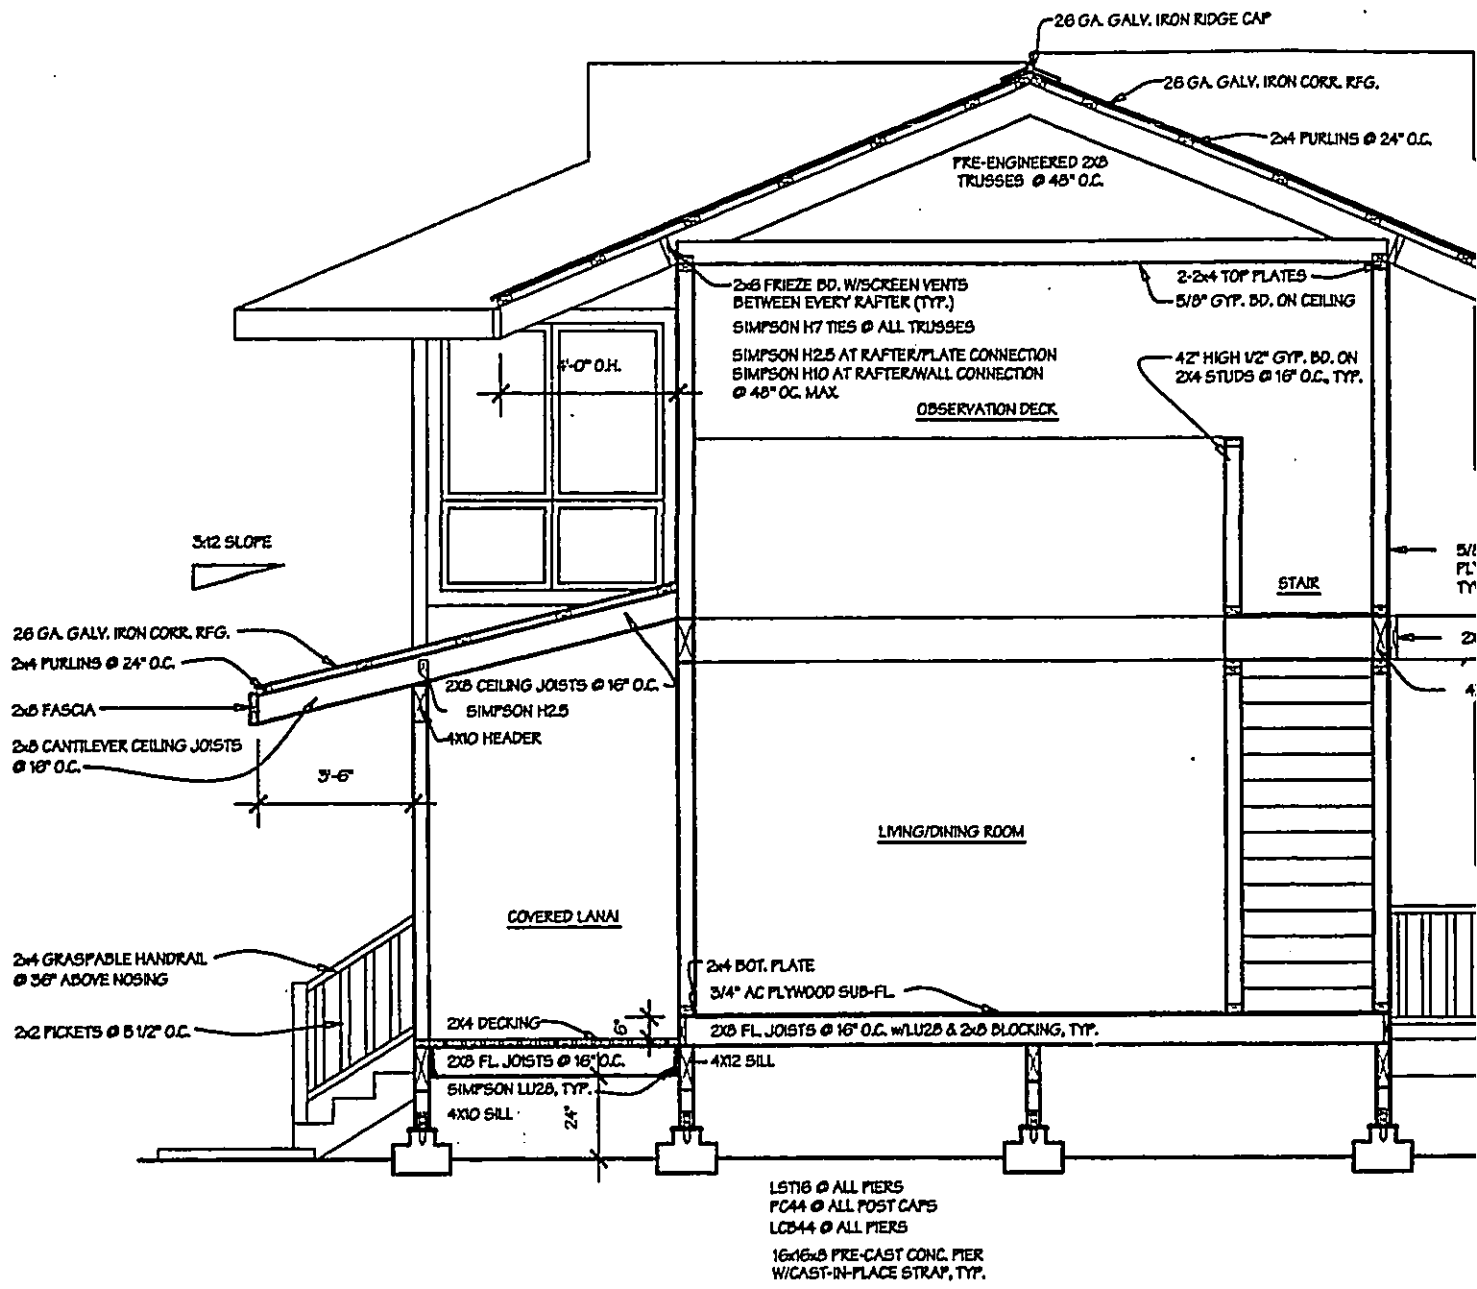 26 GA. GALV. IRON RIDGE CAP
26 GA. GALV. IRON CORR. RFG.
2x4 PURLINS @ 24" O.C.
PRE-ENGINEERED 2X8
TRUSSES @ 48" O.C.
2x6 FRIEZE BD. W/SCREEN VENTS
BETWEEN EVERY RAFTER (TYP.)
SIMPSON H7 TIES @ ALL TRUSSES
SIMPSON H2.5 AT RAFTER/PLATE CONNECTION
SIMPSON H10 AT RAFTER/WALL CONNECTION
@ 48" OC. MAX
2-2x4 TOP PLATES
5/8" GYP. BD. ON CEILING
42" HIGH 1/2" GYP. BD. ON
2X4 STUDS @ 16" O.C., TYP.
4'-0" O.H.
OBSERVATION DECK
3:12 SLOPE
STAIR
5/8
PLY
TY
26 GA. GALV. IRON CORR. RFG.
2x4 PURLINS @ 24" O.C.
2x8 FASCIA
2x8 CANTILEVER CEILING JOISTS
@ 16" O.C.
2X8 CEILING JOISTS @ 16" O.C.
SIMPSON H2.5
4X10 HEADER
2X
4
3'-6"
LIVING/DINING ROOM
COVERED LANAI
2x4 GRASPABLE HANDRAIL
@ 36" ABOVE NOSING
2x2 PICKETS @ 5 1/2" O.C.
2x4 BOT. PLATE
3/4" AC PLYWOOD SUB-FL.
2X4 DECKING
6"
2X8 FL. JOISTS @ 16" O.C. w/LU28 & 2x8 BLOCKING, TYP.
2X8 FL. JOISTS @ 16" O.C.
4X12 SILL
SIMPSON LU28, TYP.
4X10 SILL
24"
LSTI6 @ ALL PIERS
PC44 @ ALL POST CAPS
LCB44 @ ALL PIERS
16x16x8 PRE-CAST CONC. PIER
W/CAST-IN-PLACE STRAP, TYP.